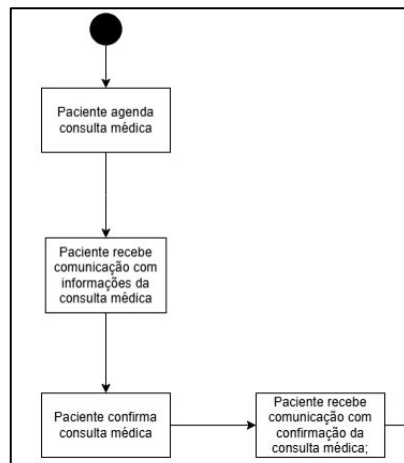 Paciente agenda
consulta médica
Paciente recebe
comunicação com
informações da
consulta médica
Paciente confirma
consulta médica
Paciente recebe
comunicação com
confirmação da
consulta médica;